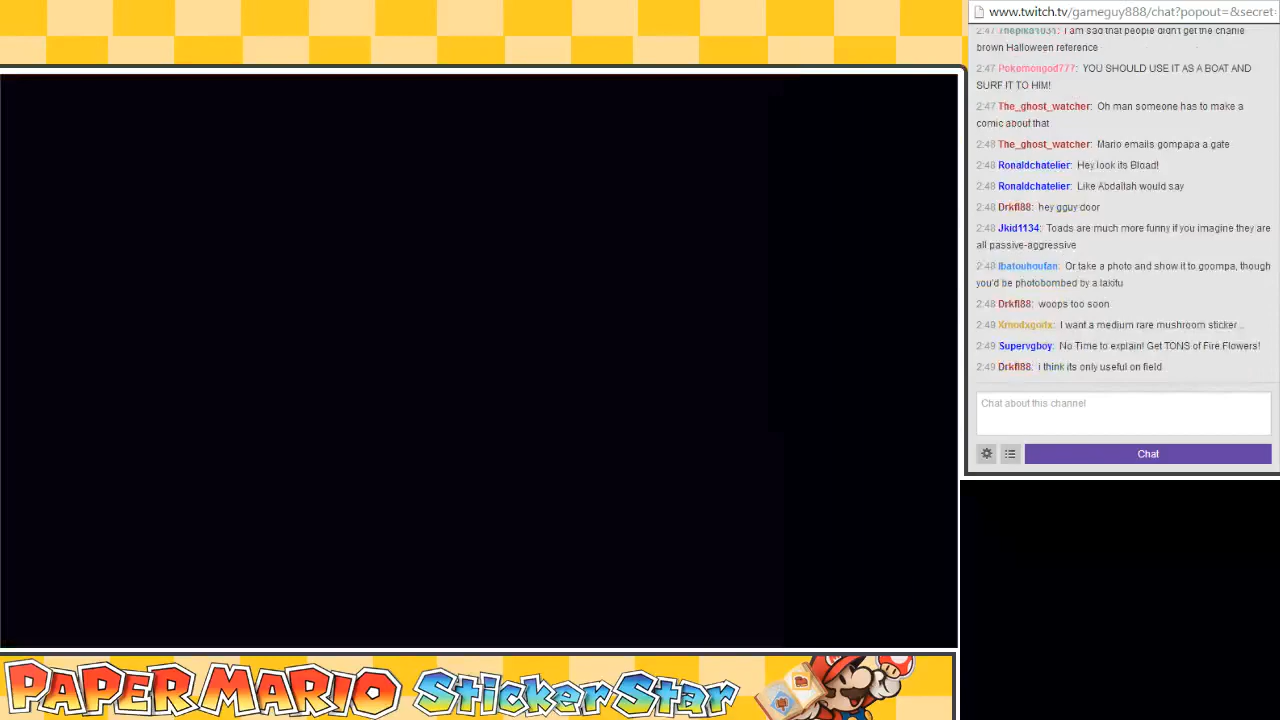 www.twitch.tv/gameguy888/chat?popout=&secret
2:47 Thepika1031: I am sad that people didn't get the charlie
brown Halloween reference
2:47 Pokemongod777: YOU SHOULD USE IT AS A BOAT AND
SURF IT TO HIM!
2:47 The_ghost_watcher: Oh man someone has to make a
comic about that
2:48 The_ghost_watcher: Mario emails gompapa a gate
2:48 Ronaldchatelier: Hey look its Blaad!
2:48 Ronaldchatelier: Like Abdallah would say
2:48 Drkfl88: hey gguy door
2:48 Jkid1134: Toads are much more funny if you imagine they are
all passive-aggressive
2:48 Ibatouhoufan: Or take a photo and show it to goompa, though
you'd be photobombed by a lakitu
2:48 Drkfl88: woops too soon
2:49 I want a medium rare mushroom sticker...
2:49 Supervgboy: No Time to explain! Get TONS of Fire Flowers!
2:49 Drkfl88: i think its only useful on field
Chat about this channel
Chat
PAPER MARIO Sticker Star